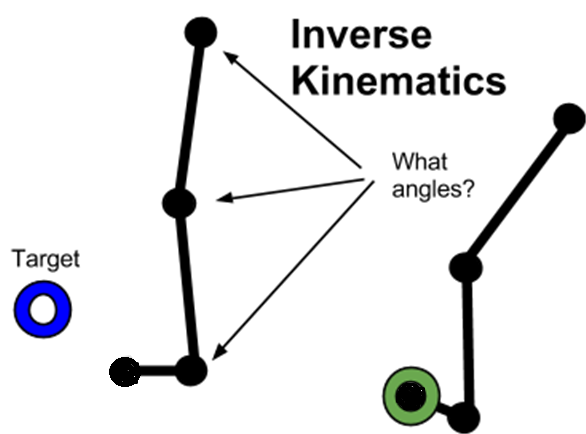 Inverse
Kinematics
What
angles?
Target